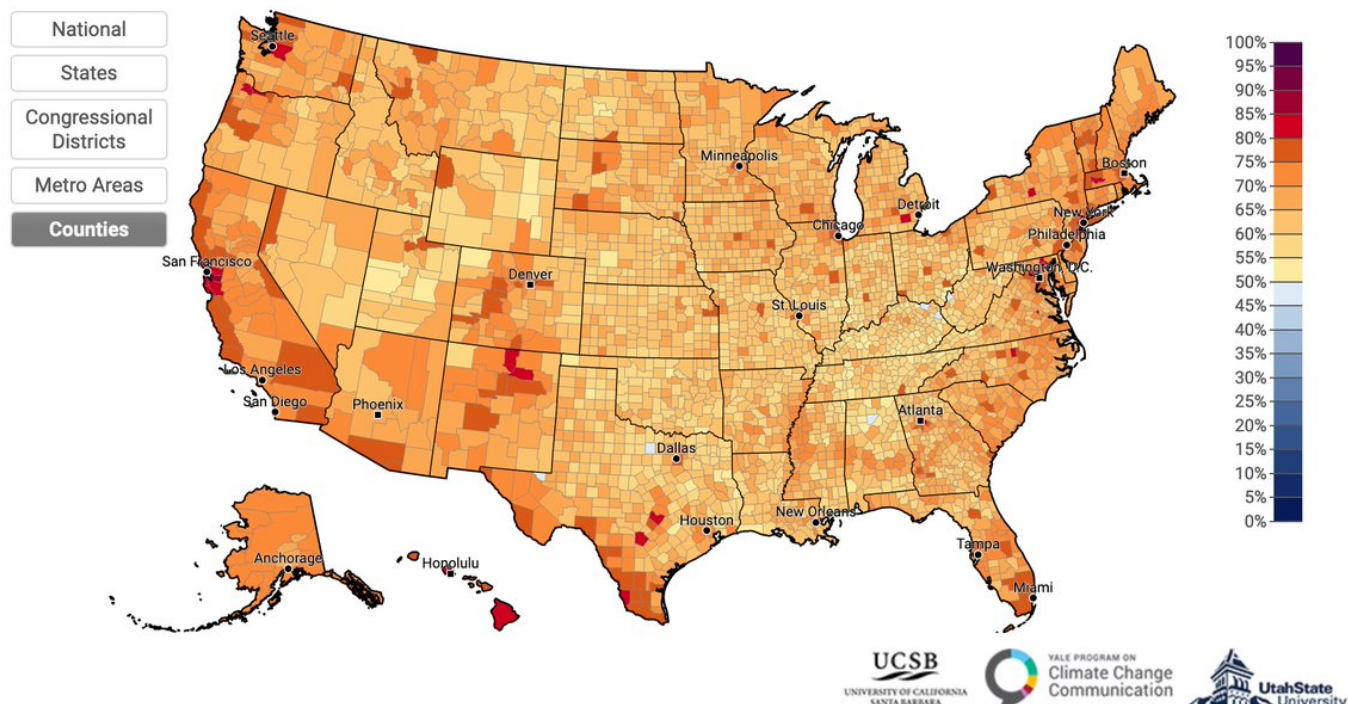 National
States
Congressional
Districts
Metro Areas
Counties
Seattle
Minneapolis
Boston
Detroit
Chicago
New York
Philadelphia
San Francisco
Denver
Washington, D.C.
St. Louis
Los Angeles
San Diego
Phoenix
Atlanta
Dallas
Houston
New Orleans
Tampa
Miami
Anchorage
Honolulu
100%
95%
90%
85%
80%
75%
70%
65%
60%
55%
50%
45%
40%
35%
30%
25%
20%
15%
10%
5%
0%
UCSB
UNIVERSITY OF CALIFORNIA
SANTA BARBARA
YALE PROGRAM ON
Climate Change
Communication
UtahState
University